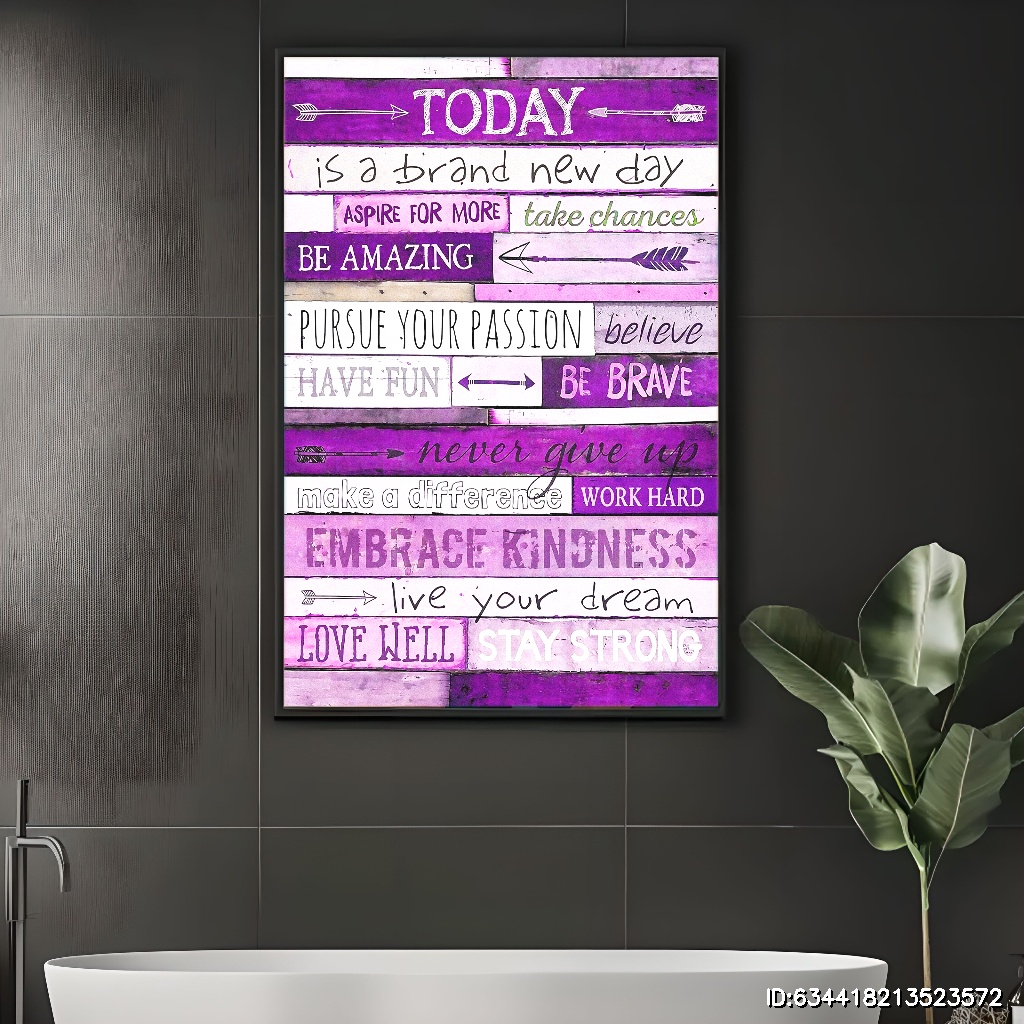 TODAY
is a brand new day
ASPIRE FOR MORE take chances
BE AMAZING
PURSUE YOUR PASSION believe
HAVE FUN BE BRAVE
never give up
make a difference WORK HARD
EMBRACE KINDNESS
live your dream
LOVE WELL STAY STRONG
ID:634418213523572